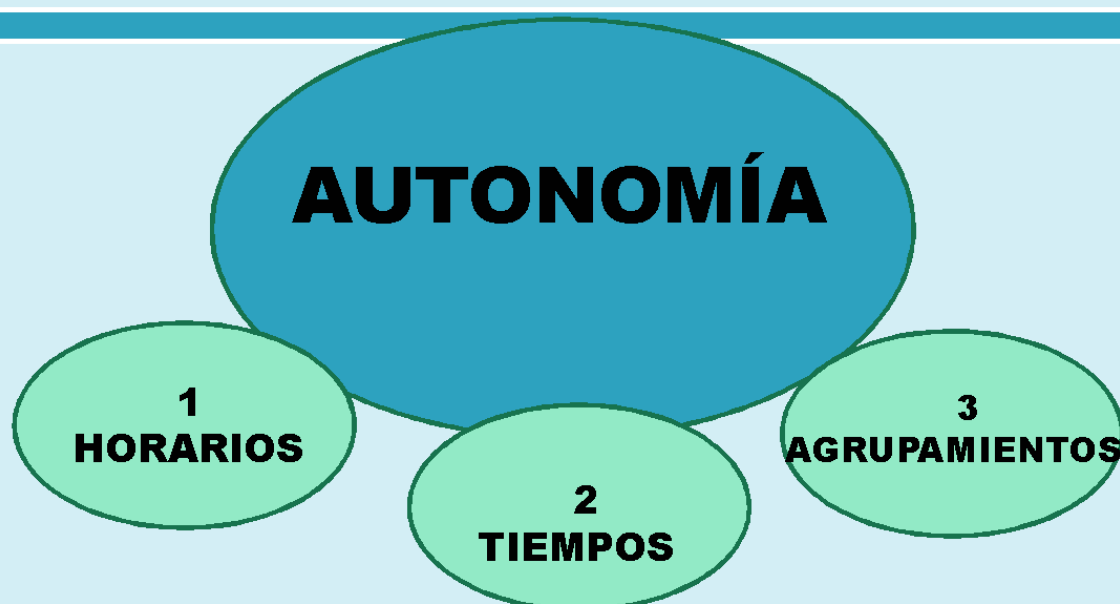 AUTONOMÍA
1
HORARIOS
2
TIEMPOS
3
AGRUPAMIENTOS